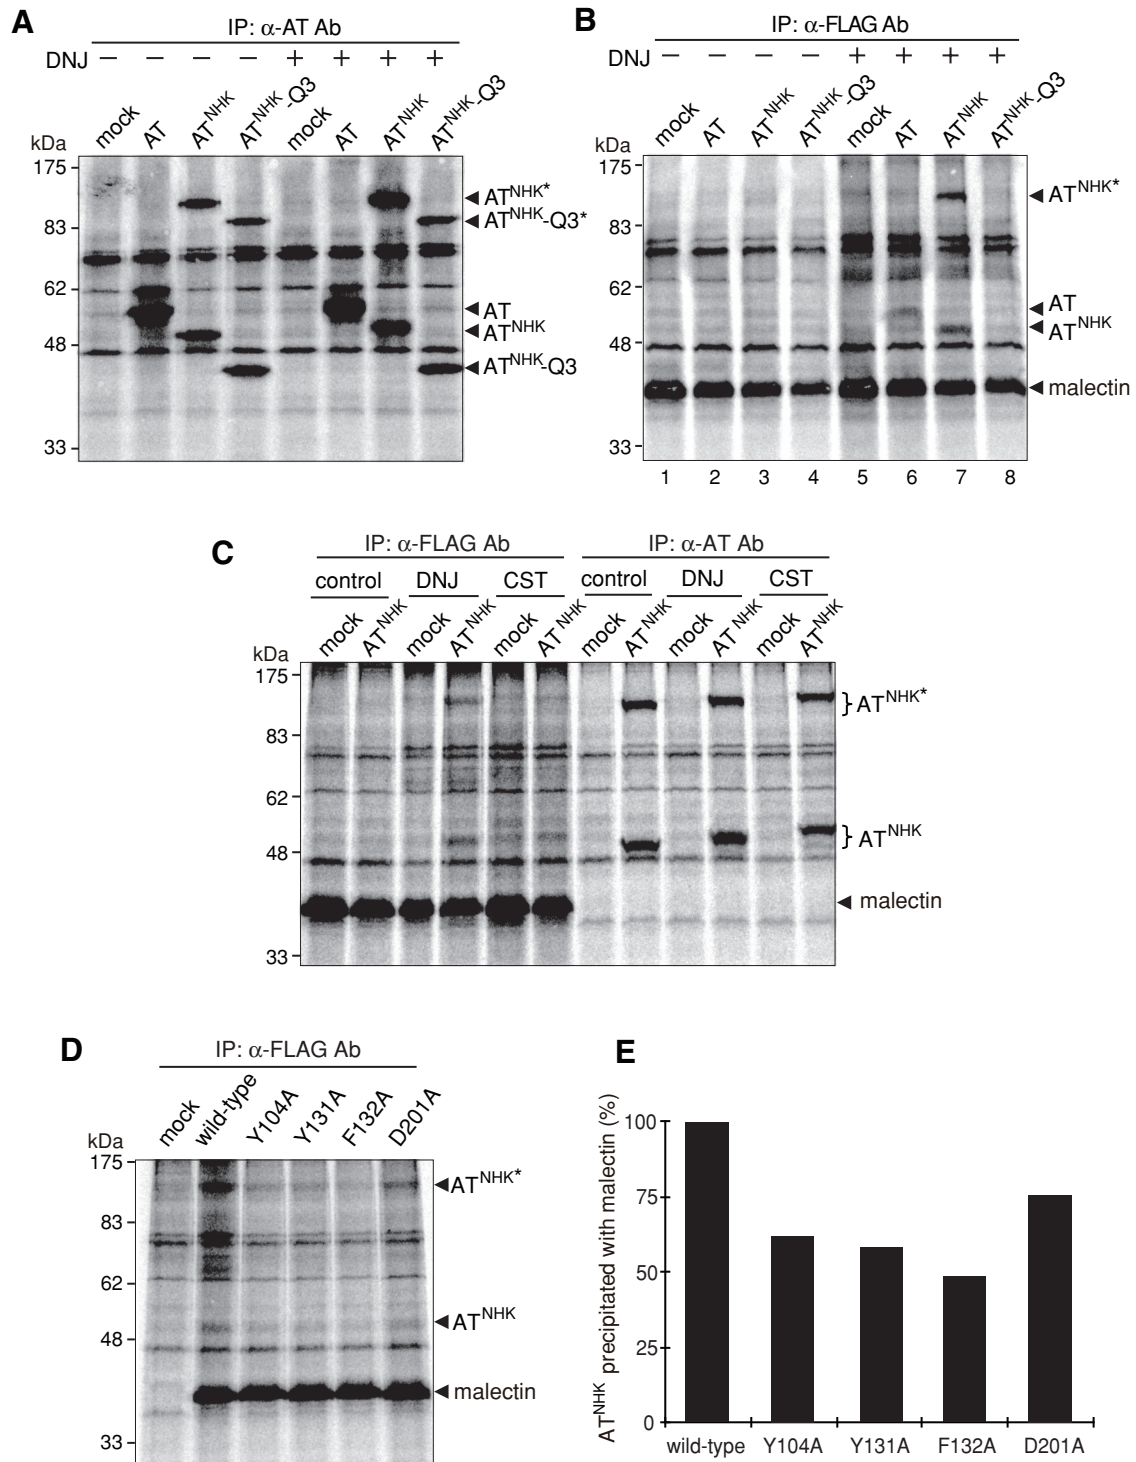 A
IP: α-AT Ab
DNJ − − − − + + + +
mock AT AT^NHK AT^NHK-Q3 mock AT AT^NHK AT^NHK-Q3
kDa
175
83
62
48
33
AT^NHK*
AT^NHK-Q3*
AT
AT^NHK
AT^NHK-Q3
B
IP: α-FLAG Ab
DNJ − − − − + + + +
mock AT AT^NHK AT^NHK-Q3 mock AT AT^NHK AT^NHK-Q3
kDa
175
83
62
48
33
AT^NHK*
AT
AT^NHK
malectin
1 2 3 4 5 6 7 8
C
IP: α-FLAG Ab IP: α-AT Ab
control DNJ CST control DNJ CST
mock AT^NHK mock AT^NHK mock AT^NHK mock AT^NHK mock AT^NHK mock AT^NHK
kDa
175
83
62
48
33
} AT^NHK*
} AT^NHK
malectin
D
IP: α-FLAG Ab
mock wild-type Y104A Y131A F132A D201A
kDa
175
83
62
48
33
AT^NHK*
AT^NHK
malectin
E
AT^NHK precipitated with malectin (%)
100
75
50
25
0
wild-type Y104A Y131A F132A D201A